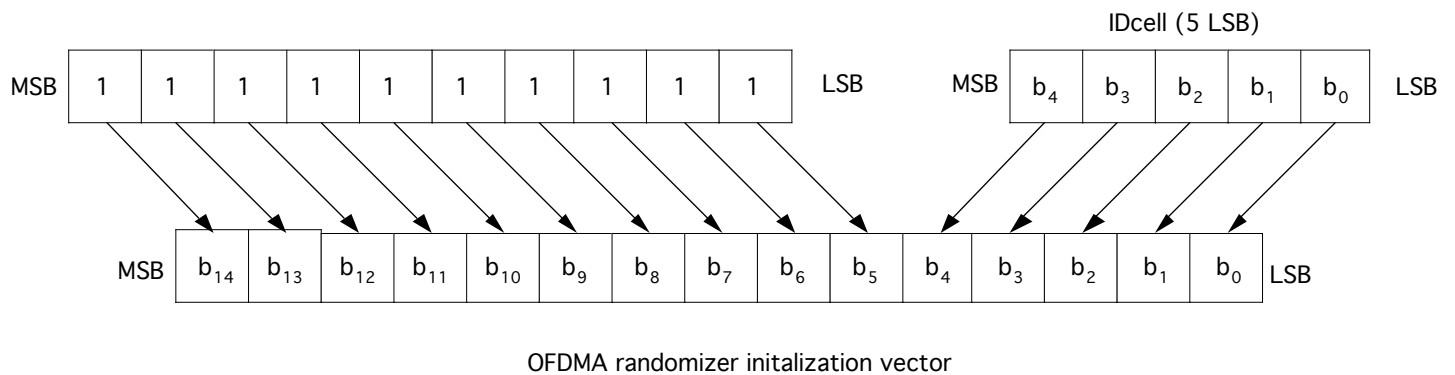 IDcell (5 LSB)
MSB 1 1 1 1 1 1 1 1 1 1 LSB MSB b₄ b₃ b₂ b₁ b₀ LSB
MSB b₁₄ b₁₃ b₁₂ b₁₁ b₁₀ b₉ b₈ b₇ b₆ b₅ b₄ b₃ b₂ b₁ b₀ LSB
OFDMA randomizer initalization vector